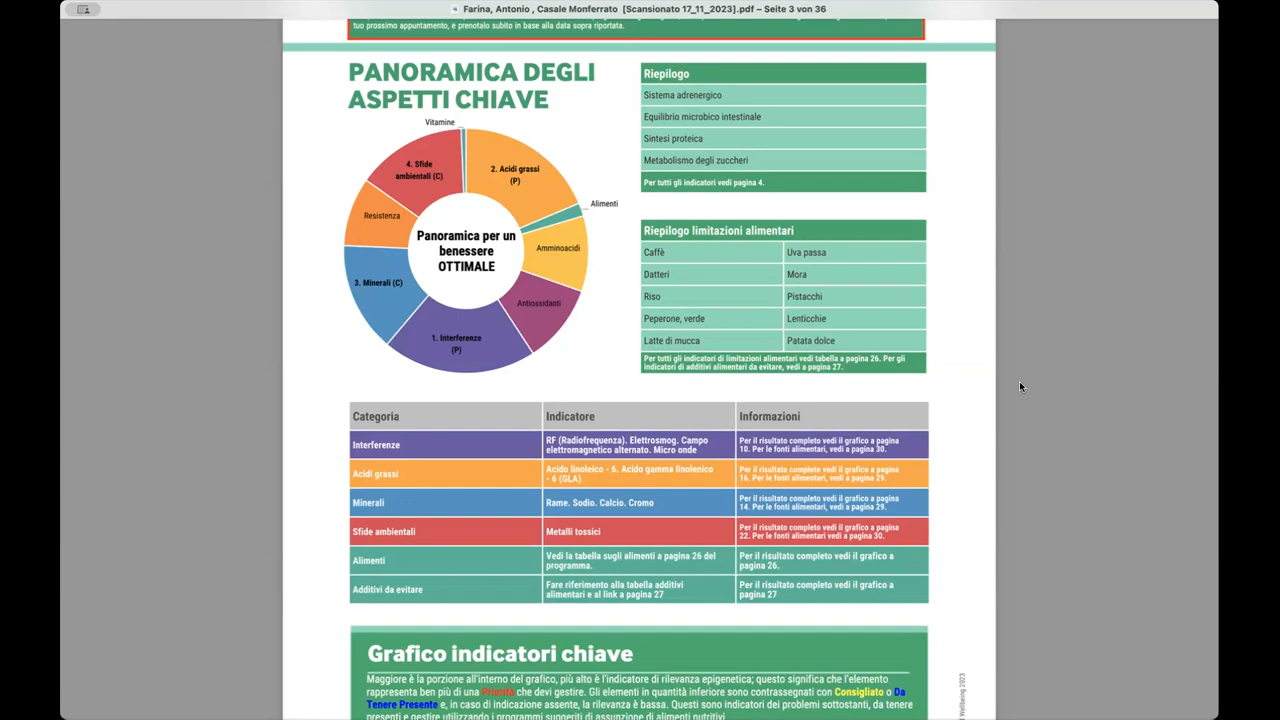 Farina, Antonio , Casale Monferrato [Scansionato 17_11_2023].pdf – Seite 3 von 36
tuo prossimo appuntamento, e prenotalo subito in base alla data sopra riportata.
PANORAMICA DEGLI
ASPETTI CHIAVE
Vitamine
4. Sfide
ambientali (C)
2. Acidi grassi
(P)
Alimenti
Resistenza
Panoramica per un
benessere
OTTIMALE
Amminoacidi
3. Minerali (C)
Antiossidanti
1. Interferenze
(P)
Riepilogo
Sistema adrenergico
Equilibrio microbico intestinale
Sintesi proteica
Metabolismo degli zuccheri
Per tutti gli indicatori vedi pagina 4.
Riepilogo limitazioni alimentari
Caffè Uva passa
Datteri Mora
Riso Pistacchi
Peperone, verde Lenticchie
Latte di mucca Patata dolce
Per tutti gli indicatori di limitazioni alimentari vedi tabella a pagina 26. Per gli
indicatori di additivi alimentari da evitare, vedi a pagina 27.
Categoria Indicatore Informazioni
Interferenze
RF (Radiofrequenza). Elettrosmog. Campo
elettromagnetico alternato. Micro onde
Per il risultato completo vedi il grafico a pagina
10. Per le fonti alimentari, vedi a pagina 30.
Acidi grassi
Acido linoleico - 6. Acido gamma linolenico
- 6 (GLA)
Per il risultato completo vedi il grafico a pagina
16. Per le fonti alimentari, vedi a pagina 29.
Minerali
Rame. Sodio. Calcio. Cromo
Per il risultato completo vedi il grafico a pagina
14. Per le fonti alimentari, vedi a pagina 29.
Sfide ambientali
Metalli tossici
Per il risultato completo vedi il grafico a pagina
22. Per le fonti alimentari, vedi a pagina 30.
Alimenti
Vedi la tabella sugli alimenti a pagina 26 del
programma.
Per il risultato completo vedi il grafico a
pagina 26.
Additivi da evitare
Fare riferimento alla tabella additivi
alimentari e al link a pagina 27
Per il risultato completo vedi il grafico a
pagina 27
Grafico indicatori chiave
Maggiore è la porzione all'interno del grafico, più alto è l'indicatore di rilevanza epigenetica; questo significa che l'elemento
rappresenta ben più di una Priorità che devi gestire. Gli elementi in quantità inferiore sono contrassegnati con Consigliato o Da
Tenere Presente e, in caso di indicazione assente, la rilevanza è bassa. Questi sono indicatori dei problemi sottostanti, da tenere
presenti e gestire utilizzando i programmi suggeriti di assunzione di alimenti nutritivi
Wellbeing 2023